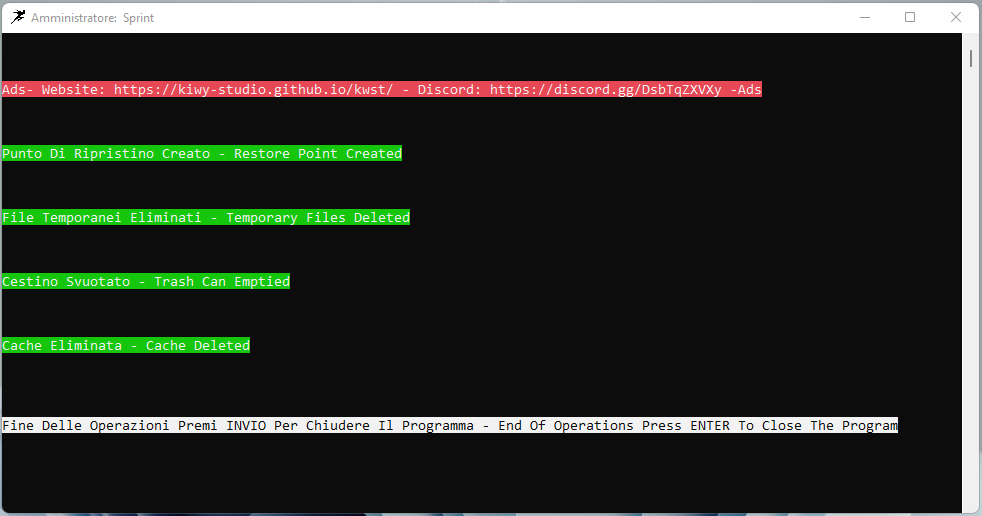 Amministratore: Sprint
Ads- Website: https://kiwy-studio.github.io/kwst/ - Discord: https://discord.gg/DsbTqZXVXy -Ads
Punto Di Ripristino Creato - Restore Point Created
File Temporanei Eliminati - Temporary Files Deleted
Cestino Svuotato - Trash Can Emptied
Cache Eliminata - Cache Deleted
Fine Delle Operazioni Premi INVIO Per Chiudere Il Programma - End Of Operations Press ENTER To Close The Program